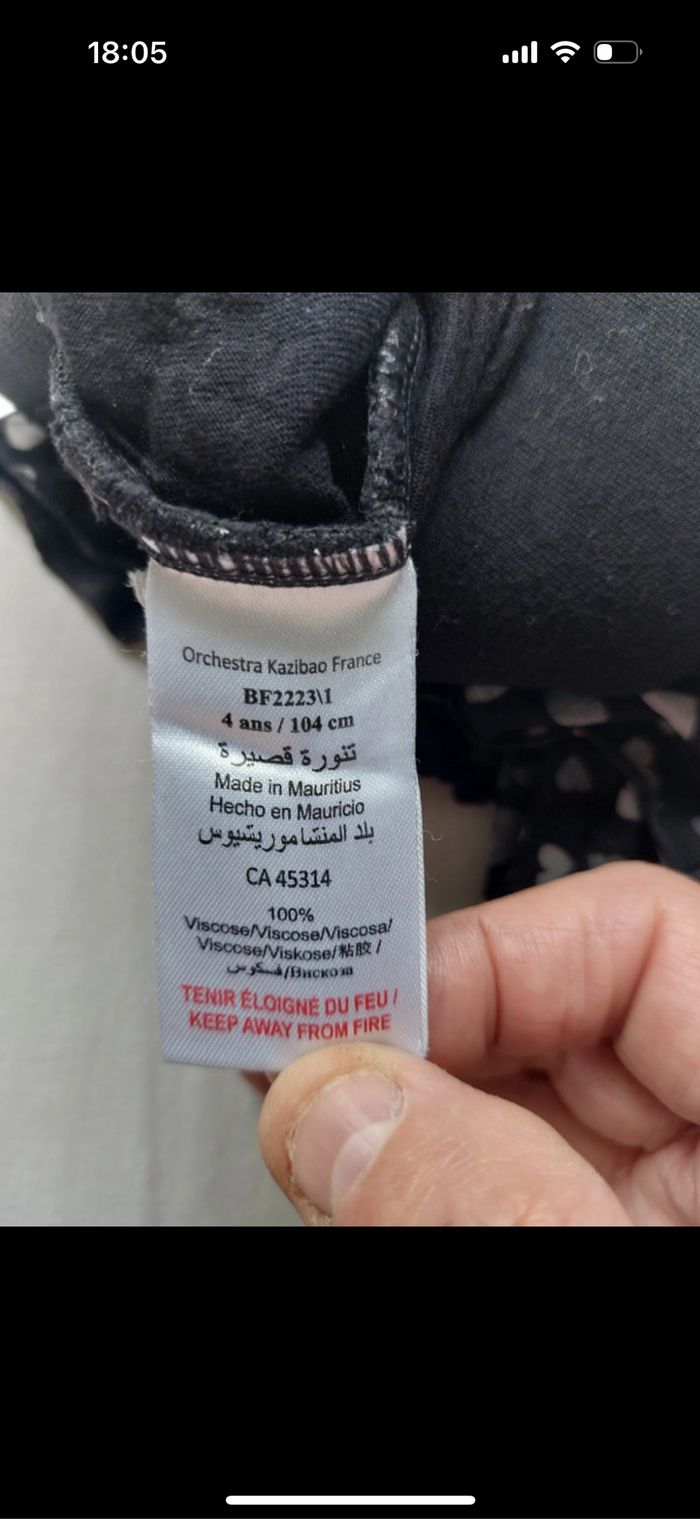 18:05
Orchestra Kazibao France
BF2223\1
4 ans / 104 cm
تنورة قصيرة
Made in Mauritius
Hecho en Mauricio
بلد المنشاموريشيوس
CA 45314
100%
Viscose/Viscose/Viscosa/
Viscose/Viskose/粘胶 /
فسكوس/Вискоза
TENIR ÉLOIGNÉ DU FEU /
KEEP AWAY FROM FIRE